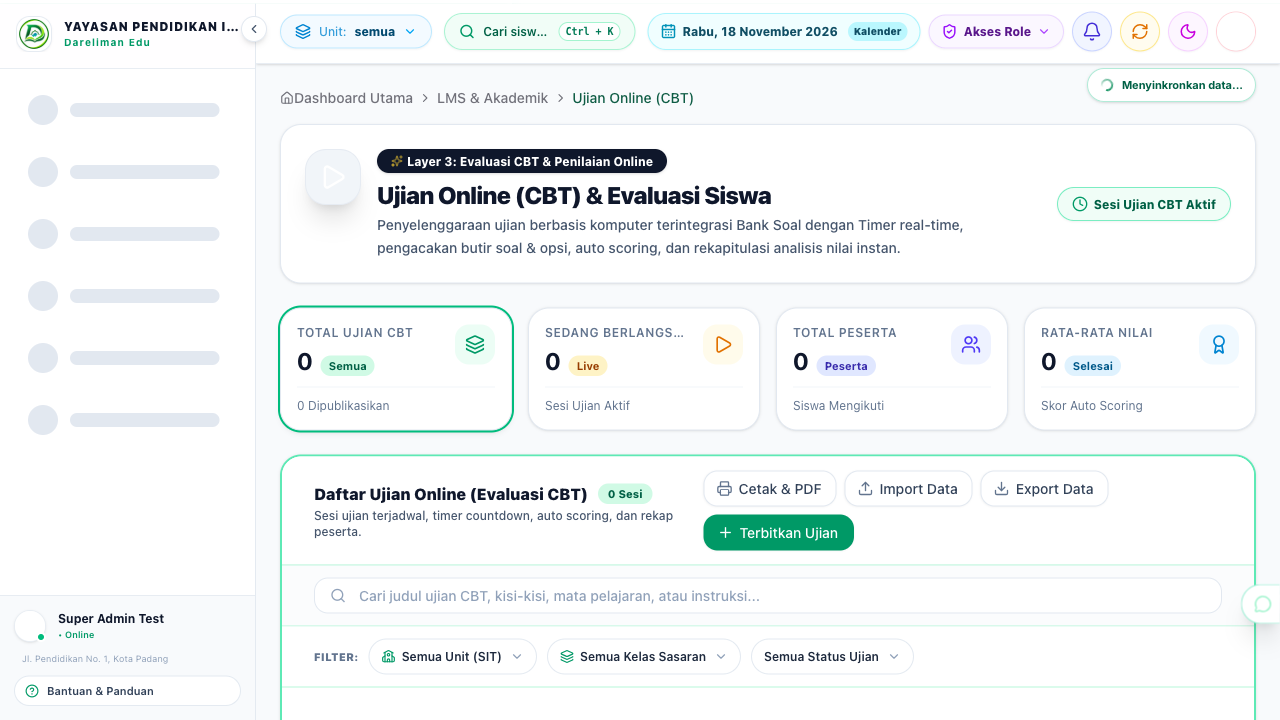 YAYASAN PENDIDIKAN I...
Dareliman Edu
Unit: semua
Cari sisw...
Ctrl + K
Rabu, 18 November 2026
Kalender
Akses Role
Menyinkronkan data...
Dashboard Utama
LMS & Akademik
Ujian Online (CBT)
Layer 3: Evaluasi CBT & Penilaian Online
Ujian Online (CBT) & Evaluasi Siswa
Penyelenggaraan ujian berbasis komputer terintegrasi Bank Soal dengan Timer real-time,
pengacakan butir soal & opsi, auto scoring, dan rekapitulasi analisis nilai instan.
Sesi Ujian CBT Aktif
TOTAL UJIAN CBT
0 Semua
0 Dipublikasikan
SEDANG BERLANGS...
0 Live
Sesi Ujian Aktif
TOTAL PESERTA
0 Peserta
Siswa Mengikuti
RATA-RATA NILAI
0 Selesai
Skor Auto Scoring
Daftar Ujian Online (Evaluasi CBT)
0 Sesi
Sesi ujian terjadwal, timer countdown, auto scoring, dan rekap
peserta.
Cetak & PDF
Import Data
Export Data
Terbitkan Ujian
Cari judul ujian CBT, kisi-kisi, mata pelajaran, atau instruksi...
FILTER:
Semua Unit (SIT)
Semua Kelas Sasaran
Semua Status Ujian
Super Admin Test
• Online
Jl. Pendidikan No. 1, Kota Padang
Bantuan & Panduan